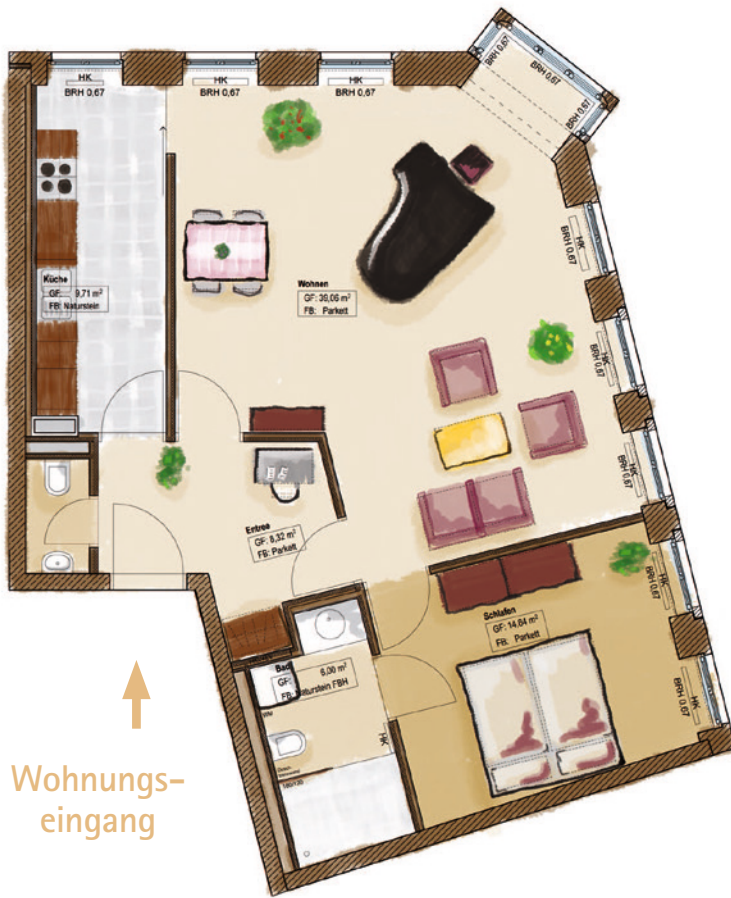 HK
BRH 0,67
HK
BRH 0,67
HK
BRH 0,67
BRH 0,67
BRH 0,67
BRH 0,67
HK
BRH 0,67
Küche
GF: 9,71 m²
FB: Naturstein
Wohnen
GF: 39,06 m²
FB: Parkett
HK
BRH 0,67
HK
BRH 0,67
Entree
GF: 8,32 m²
FB: Parkett
HK
BRH 0,67
Schlafen
GF: 14,64 m²
FB: Parkett
Bad
GF: 6,00 m²
FB: Naturstein FBH
WM
HK
HK
BRH 0,67
160/120
Wohnungs-
eingang